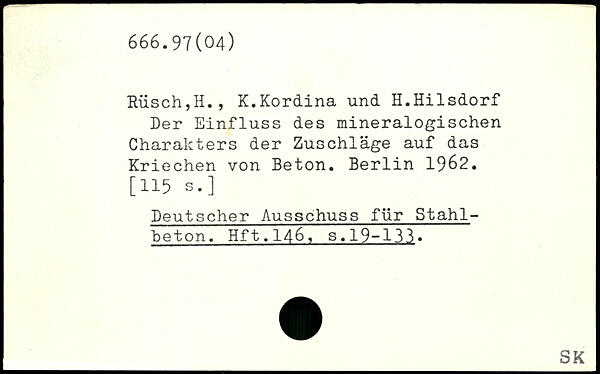 666.97(04)
Rüsch,H., K.Kordina und H.Hilsdorf
Der Einfluss des mineralogischen
Charakters der Zuschläge auf das
Kriechen von Beton. Berlin 1962.
[115 s.]
Deutscher Ausschuss für Stahl-
beton. Hft.146, s.19-133.
SK